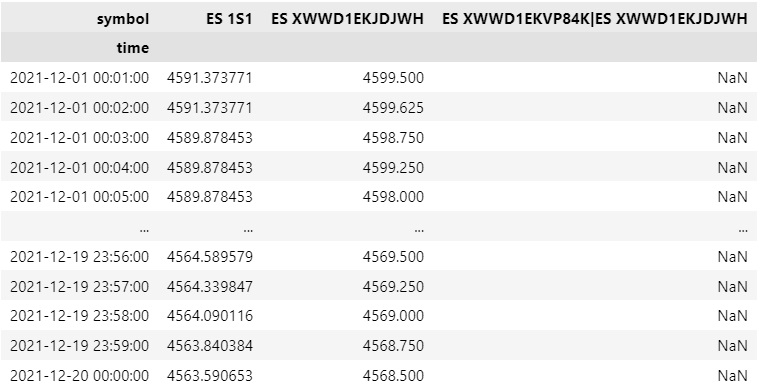 symbol ES 1S1 ES XWWD1EKJDJWH ES XWWD1EKVP84K|ES XWWD1EKJDJWH
time
2021-12-01 00:01:00 4591.373771 4599.500 NaN
2021-12-01 00:02:00 4591.373771 4599.625 NaN
2021-12-01 00:03:00 4589.878453 4598.750 NaN
2021-12-01 00:04:00 4589.878453 4599.250 NaN
2021-12-01 00:05:00 4589.878453 4598.000 NaN
... ... ... ...
2021-12-19 23:56:00 4564.589579 4569.500 NaN
2021-12-19 23:57:00 4564.339847 4569.250 NaN
2021-12-19 23:58:00 4564.090116 4569.000 NaN
2021-12-19 23:59:00 4563.840384 4568.750 NaN
2021-12-20 00:00:00 4563.590653 4568.500 NaN